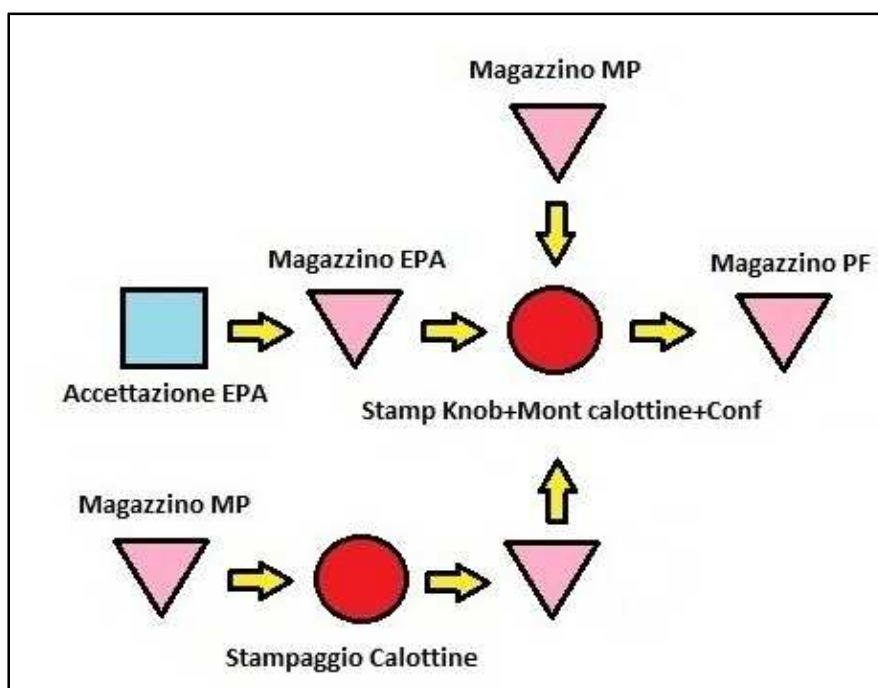 Magazzino MP
Magazzino EPA
Magazzino PF
Accettazione EPA
Stamp Knob+Mont calottine+Conf
Magazzino MP
Stampaggio Calottine